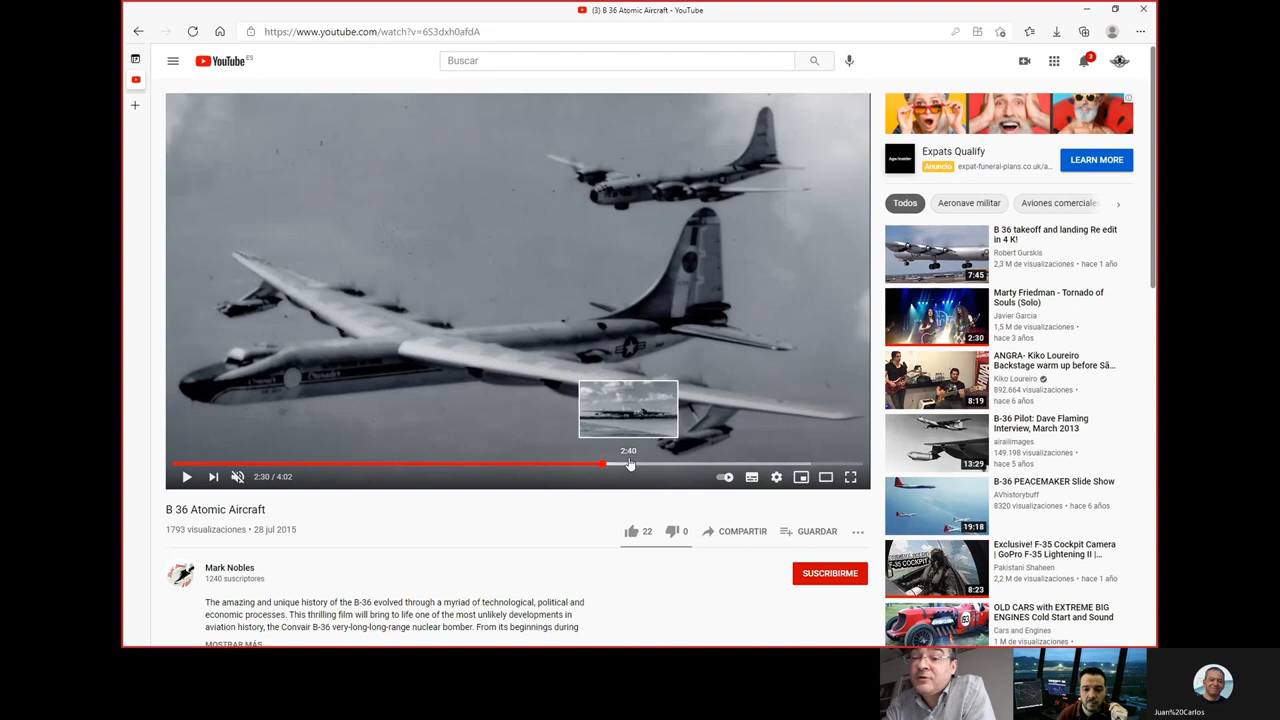 (3) B 36 Atomic Aircraft - YouTube
https://www.youtube.com/watch?v=6S3dxh0afdA
YouTube ES
Buscar
3
2:40
2:30 / 4:02
B 36 Atomic Aircraft
1793 visualizaciones • 28 jul 2015
22
0
COMPARTIR
GUARDAR
Mark Nobles
1240 suscriptores
SUSCRIBIRME
The amazing and unique history of the B-36 evolved through a myriad of technological, political and
economic processes. This thrilling film will bring to life one of the most unlikely developments in
aviation history, the Convair B-36 very-long-long-range nuclear bomber. From its beginnings during
MOSTRAR MÁS
Expats Qualify
Anuncio expat-funeral-plans.co.uk/a...
LEARN MORE
Todos
Aeronave militar
Aviones comerciales
B 36 takeoff and landing Re edit
in 4 K!
Robert Gurskis
2,3 M de visualizaciones • hace 1 año
7:45
Marty Friedman - Tornado of
Souls (Solo)
Javier Garcia
1,5 M de visualizaciones •
hace 3 años
2:30
ANGRA- Kiko Loureiro
Backstage warm up before Sã...
Kiko Loureiro
892.664 visualizaciones •
hace 6 años
8:19
B-36 Pilot: Dave Flaming
Interview, March 2013
airailimages
149.198 visualizaciones •
hace 5 años
13:29
B-36 PEACEMAKER Slide Show
AVhistorybuff
8320 visualizaciones • hace 6 años
19:18
Exclusive! F-35 Cockpit Camera
| GoPro F-35 Lightening II |...
Pakistani Shaheen
2,2 M de visualizaciones • hace 1 año
F-35 COCKPIT
8:23
OLD CARS with EXTREME BIG
ENGINES Cold Start and Sound
Cars and Engines
1 M de visualizaciones •
Juan%20Carlos